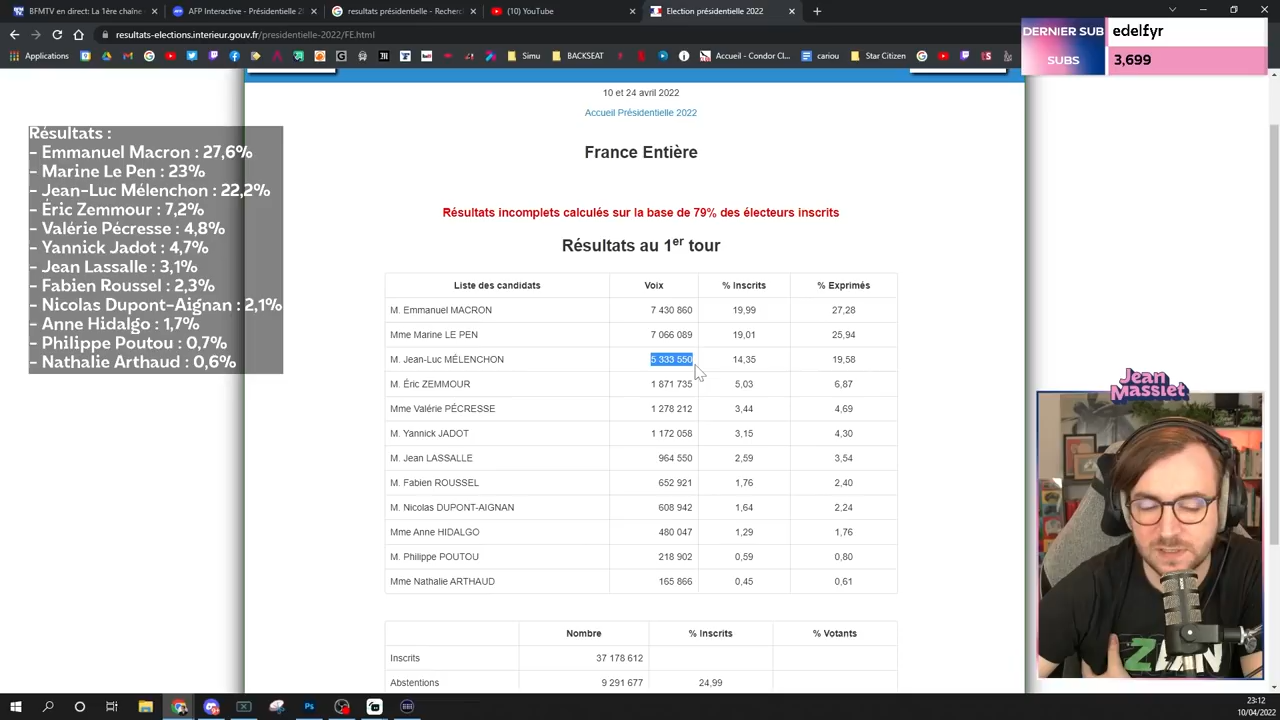 BFMTV en direct: La 1ère chaîne
AFP Interactive - Présidentielle 2
resultats présidentielle - Recher
(10) YouTube
Election présidentielle 2022
resultats-elections.interieur.gouv.fr/presidentielle-2022/FE.html
Applications
Simu
BACKSEAT
Accueil - Condor Cl...
cariou
Star Citizen
DERNIER SUB
edelfyr
SUBS
3,699
10 et 24 avril 2022
Accueil Présidentielle 2022
France Entière
Résultats incomplets calculés sur la base de 79% des électeurs inscrits
Résultats au 1er tour
Résultats :
- Emmanuel Macron : 27,6%
- Marine Le Pen : 23%
- Jean-Luc Mélenchon : 22,2%
- Éric Zemmour : 7,2%
- Valérie Pécresse : 4,8%
- Yannick Jadot : 4,7%
- Jean Lassalle : 3,1%
- Fabien Roussel : 2,3%
- Nicolas Dupont-Aignan : 2,1%
- Anne Hidalgo : 1,7%
- Philippe Poutou : 0,7%
- Nathalie Arthaud : 0,6%
Liste des candidats Voix % Inscrits % Exprimés
M. Emmanuel MACRON 7 430 860 19,99 27,28
Mme Marine LE PEN 7 066 089 19,01 25,94
M. Jean-Luc MÉLENCHON 5 333 550 14,35 19,58
M. Éric ZEMMOUR 1 871 735 5,03 6,87
Mme Valérie PÉCRESSE 1 278 212 3,44 4,69
M. Yannick JADOT 1 172 058 3,15 4,30
M. Jean LASSALLE 964 550 2,59 3,54
M. Fabien ROUSSEL 652 921 1,76 2,40
M. Nicolas DUPONT-AIGNAN 608 942 1,64 2,24
Mme Anne HIDALGO 480 047 1,29 1,76
M. Philippe POUTOU 218 902 0,59 0,80
Mme Nathalie ARTHAUD 165 866 0,45 0,61
Nombre % Inscrits % Votants
Inscrits 37 178 612
Abstentions 9 291 677 24,99
Jean
Massiet
23:12
10/04/2022